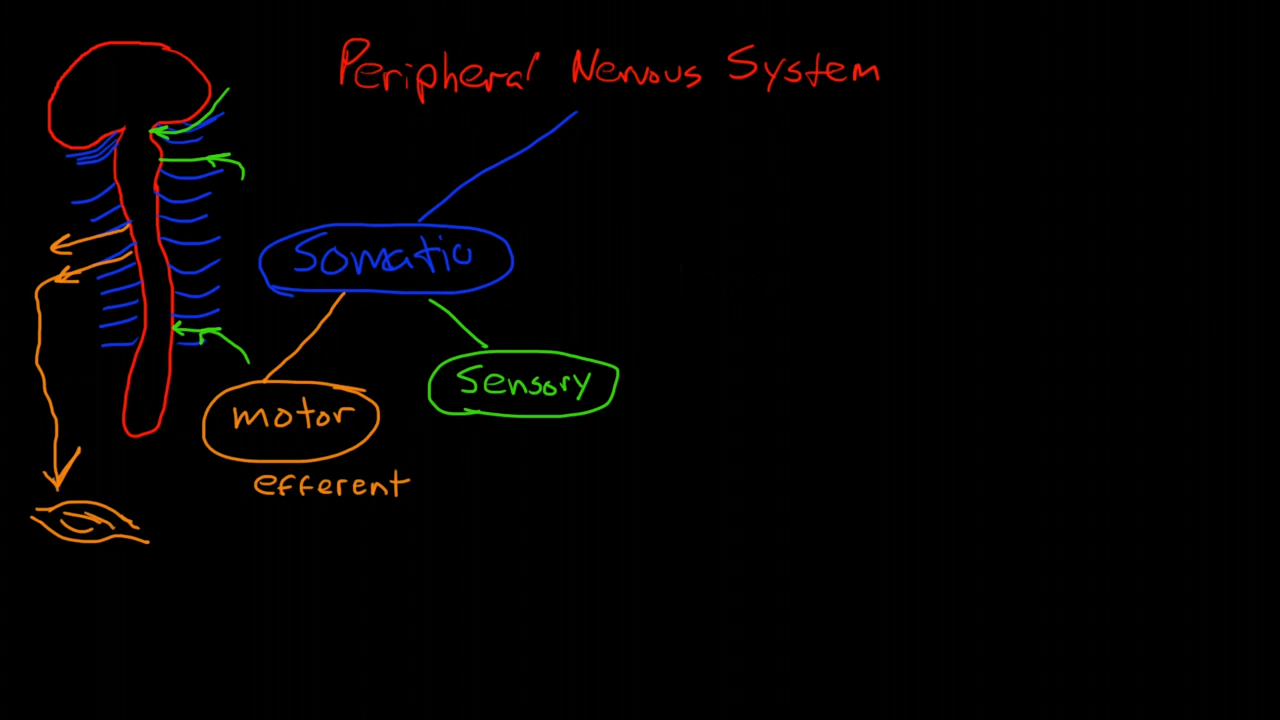 Peripheral Nervous System
Somatic
Sensory
motor
efferent